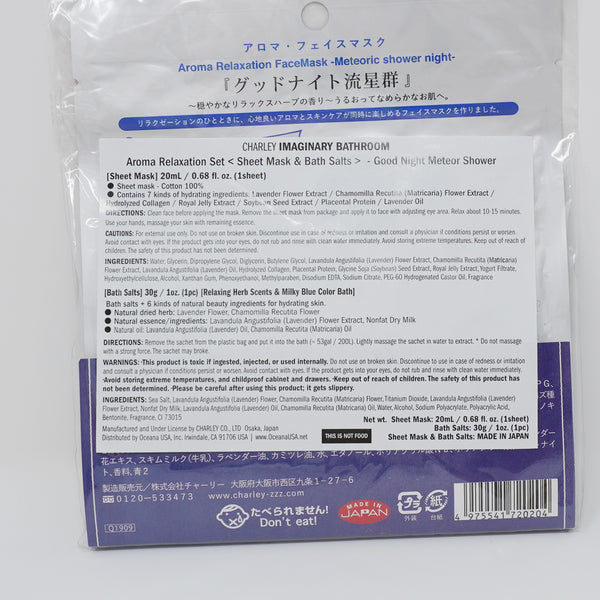 アロマ・フェイスマスク
Aroma Relaxation FaceMask -Meteoric shower night-
『グッドナイト流星群』
～穏やかなリラックスハーブの香り～うるおってなめらかなお肌へ。
リラクゼーションのひとときに、心地良いアロマとスキンケアが同時に楽しめるフェイスマスクを作りました。
CHARLEY IMAGINARY BATHROOM
Aroma Relaxation Set < Sheet Mask & Bath Salts > - Good Night Meteor Shower
[Sheet Mask] 20mL / 0.68 fl. oz. (1sheet)
● Sheet mask - Cotton 100%
● Contains 7 kinds of hydrating ingredients: Lavender Flower Extract / Chamomilla Recutita (Matricaria) Flower Extract /
Hydrolyzed Collagen / Royal Jelly Extract / Soybean Seed Extract / Placental Protein / Lavender Oil
DIRECTIONS: Clean face before applying the mask. Remove the sheet mask from package and apply it to face with adjusting eye area. Relax about 10-15 minutes.
Use your hands, massage your skin with remaining essence.
CAUTIONS: For external use only. Do not use on broken skin. Discontinue use in case of redness or irritation and consult a physician if condition persists or worsen.
Avoid contact with eyes. If the product gets into your eyes, do not rub and rinse with clean water immediately. Avoid storing extreme temperatures. Keep out of reach of
children. The safety of this product has not been determined.
INGREDIENTS: Water, Glycerin, Dipropylene Glycol, Diglycerin, Butylene Glycol, Lavandula Angustifolia (Lavender) Flower Extract, Chamomilla Recutita (Matricaria)
Flower Extract, Lavandula Angustifolia (Lavender) Oil, Hydrolyzed Collagen, Placental Protein, Glycine Soja (Soybean) Seed Extract, Royal Jelly Extract, Yogurt Filtrate,
Hydroxyethylcellulose, Alcohol, Xanthan Gum, Phenoxyethanol, Methylparaben, Disodium EDTA, Sodium Citrate, PEG-60 Hydrogenated Castor Oil, Fragrance
[Bath Salts] 30g / 1oz. (1pc) [Relaxing Herb Scents & Milky Blue Color Bath]
Bath salts + 6 kinds of natural beauty ingredients for hydrating skin.
● Natural dried herb: Lavender Flower, Chamomilla Recutita Flower
● Natural essence/ingredients: Lavandula Angustifolia (Lavender) Flower Extract, Nonfat Dry Milk
● Natural oil: Lavandula Angustifolia (Lavender) Oil, Chamomilla Recutita (Matricaria) Oil
DIRECTIONS: Remove the sachet from the plastic bag and put it into the bath (~ 53gal / 200L). Lightly massage the sachet in water to extract. * Do not massage
with a strong force. The sachet may break.
WARNINGS: •This product is toxic if ingested, injected, or used internally. Do not use on broken skin. Discontinue to use in case of redness or irritation
and consult a physician if conditions persist or worsen. Avoid contact with eyes. If the product gets into your eyes, do not rub and rinse with clean water immediately.
•Avoid storing extreme temperatures, and childproof cabinet and drawers. •Keep out of reach of children. •The safety of this product has
not been determined. •Please be careful after using this product; it gets slippery.
INGREDIENTS: Sea Salt, Lavandula Angustifolia (Lavender) Flower, Chamomilla Recutita (Matricaria) Flower, Titanium Dioxide, Lavandula Angustifolia (Lavender)
Flower Extract, Nonfat Dry Milk, Lavandula Angustifolia (Lavender) Oil, Chamomilla Recutita (Matricaria) Oil, Water, Alcohol, Sodium Polyacrylate, Polyacrylic Acid,
Bentonite, Fragrance, CI 73015
Manufactured and Under License by CHARLEY CO., LTD Osaka, Japan
Distributed by Oceana USA, Inc. Irwindale, CA 91706 USA | www.OceanaUSA.net
THIS IS NOT FOOD
Sheet Mask: 20mL / 0.68 fl. oz. (1sheet)
Bath Salts: 30g / 1oz. (1pc)
Sheet Mask & Bath Salts: MADE IN JAPAN
花エキス、スキムミルク(牛乳)、ラベンダー油、カミツレ油、水、エタノール、
ト、香料、青2
製造販売元／株式会社チャーリー 大阪府大阪市西区九条1-27-6
0120-533473 www.charley-zzz.com
たべられません!
Don't eat!
MADE IN JAPAN
プラ
外装
紙
台紙
4 975541 720204
Q1909